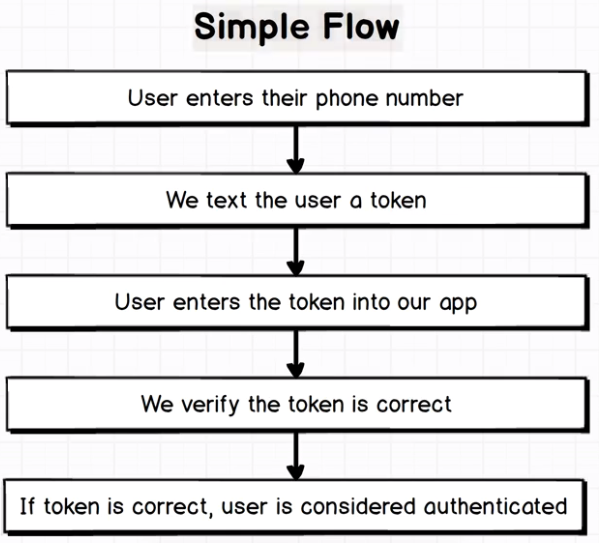 Simple Flow
User enters their phone number
We text the user a token
User enters the token into our app
We verify the token is correct
If token is correct, user is considered authenticated